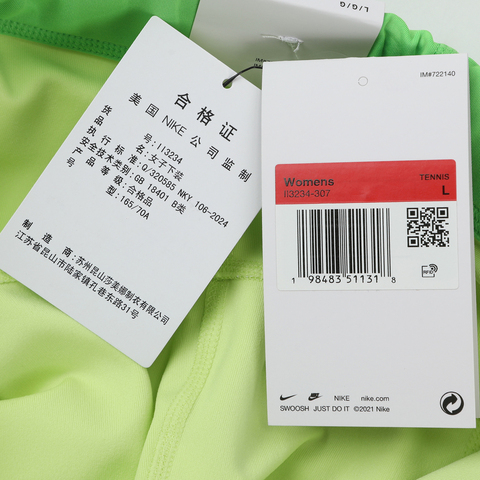 L/G/G
合格证
美国 NIKE 公司监制
货号: II3234
品名: 女子下装
执行标准: Q/320585 NKY 106-2024
安全技术类别: GB 18401 B类
产品等级: 合格品
型: 165/70A
制造商: 苏州昆山莎美娜制衣有限公司
江苏省昆山市陆家镇孔巷东路31号
IM#722140
Womens
II3234-307
TENNIS
L
1 98483 51131 8
RFID
NIKE nike.com
SWOOSH JUST DO IT ©2021 Nike